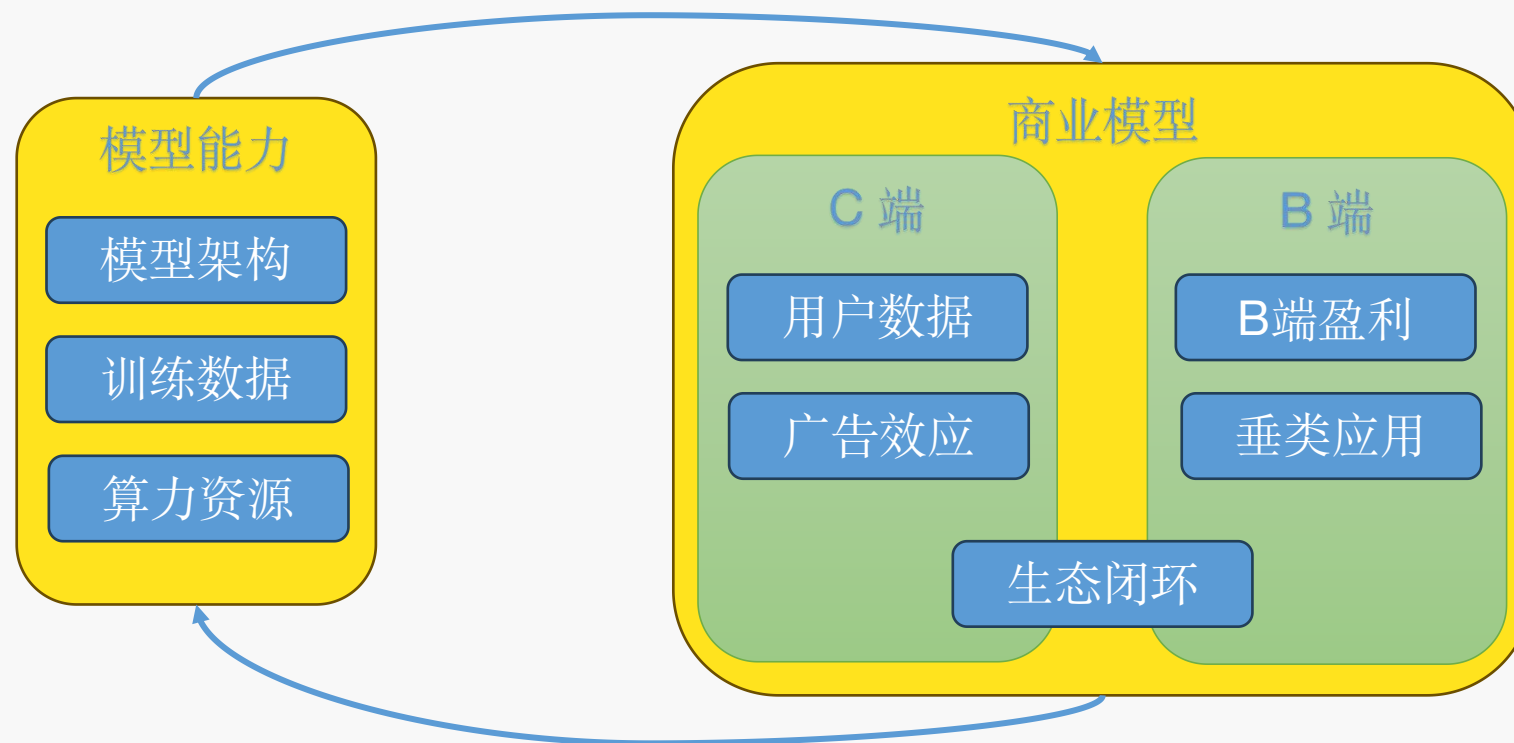 模型能力
模型架构
训练数据
算力资源
商业模型
C 端
用户数据
广告效应
B 端
B端盈利
垂类应用
生态闭环